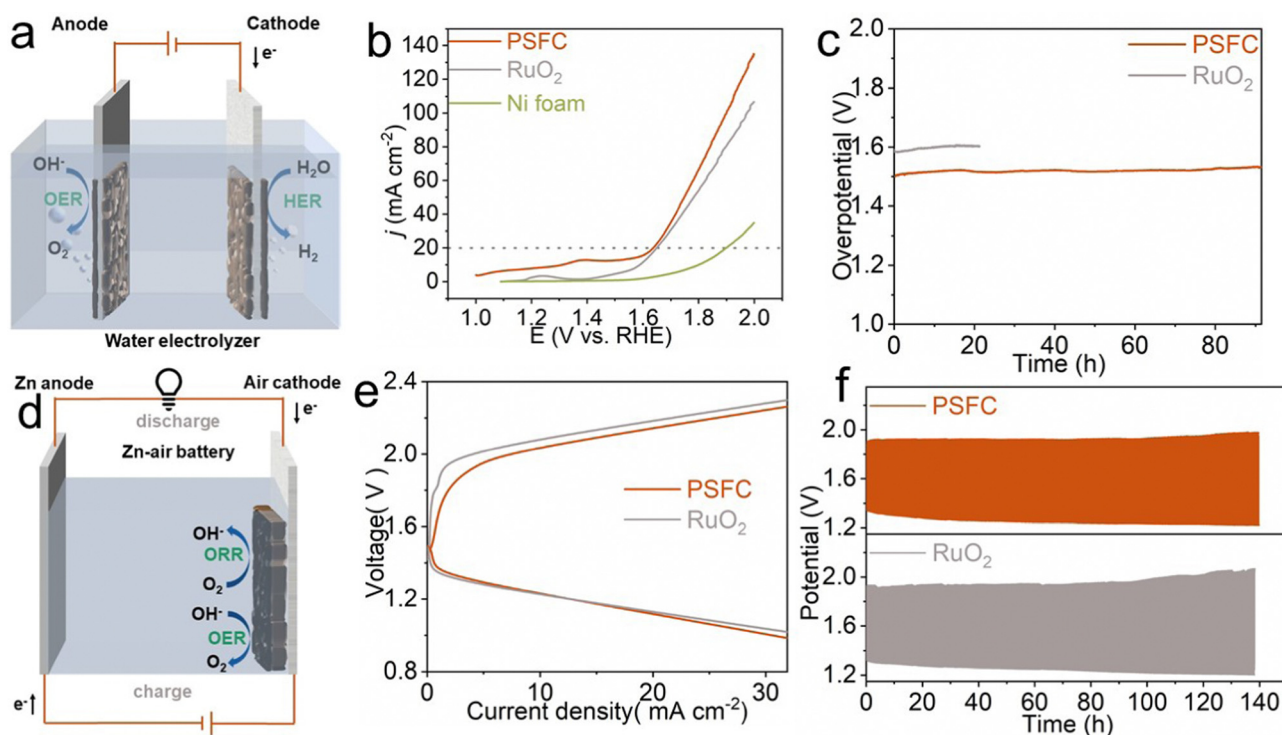 a
Anode
Cathode
e-
OH-
OER
O2
H2O
HER
H2
Water electrolyzer
b
PSFC
RuO2
Ni foam
j (mA cm-2)
140
120
100
80
60
40
20
0
1.0 1.2 1.4 1.6 1.8 2.0
E (V vs. RHE)
c
PSFC
RuO2
Overpotential (V)
2.0
1.8
1.6
1.5
1.4
1.2
1.0
0 20 40 60 80
Time (h)
d
Zn anode
Air cathode
discharge
e-
Zn-air battery
OH-
ORR
O2
OH-
OER
O2
charge
e-
e
PSFC
RuO2
Voltage( V )
2.4
2.0
1.6
1.2
0.8
0 10 20 30
Current density( mA cm-2)
f
PSFC
RuO2
Potential (V)
2.0
1.6
1.2
2.0
1.6
1.2
0 20 40 60 80 100 120 140
Time (h)